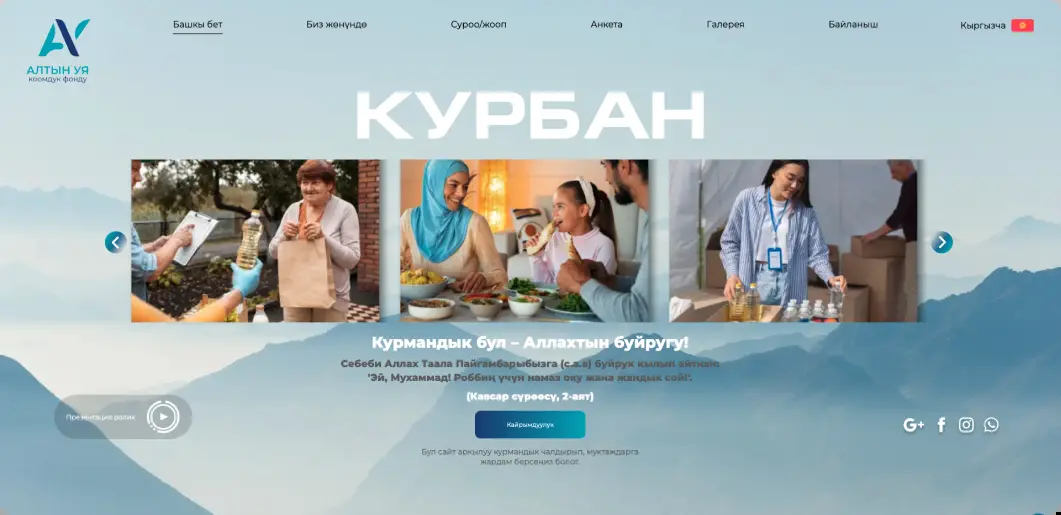 Башкы бет
Биз жөнүндө
Суроо/жооп
Анкета
Галерея
Байланыш
Кыргызча
АЛТЫН УЯ
коомдук фонду
КУРБАН
Курмандык бул – Аллахтын буйругу!
Себеби Аллах Таала Пайгамбарыбызга (с.а.в) буйрук кылып айткан:
'Эй, Мухаммад! Роббиң үчүн намаз оку жана жандык сой!'.
(Кавсар сүрөөсү, 2-аят)
Презентация ролик
Кайрымдуулук
G+
Бул сайт аркылуу курмандык чалдырып, муктаждарга
жардам берсеңиз болот.